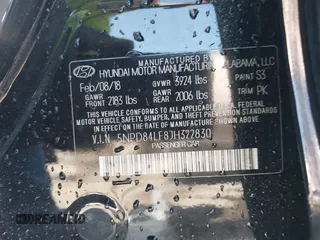 MANUFACTURED BY
HYUNDAI MOTOR MANUFACTURING ALABAMA, LLC
Feb/08/18 GVWR 3924 lbs PAINT S3
GAWR FRONT 2183 lbs GAWR REAR 2006 lbs TRIM PK
THIS VEHICLE CONFORMS TO ALL APPLICABLE
U.S. FEDERAL MOTOR VEHICLE
SAFETY, BUMPER, AND THEFT
PREVENTION STANDARDS IN EFFECT ON
THE DATE OF MANUFACTURE SHOWN ABOVE.
V.I.N 5NPD84LF8JH322830
PASSENGER CAR
DREAMBID